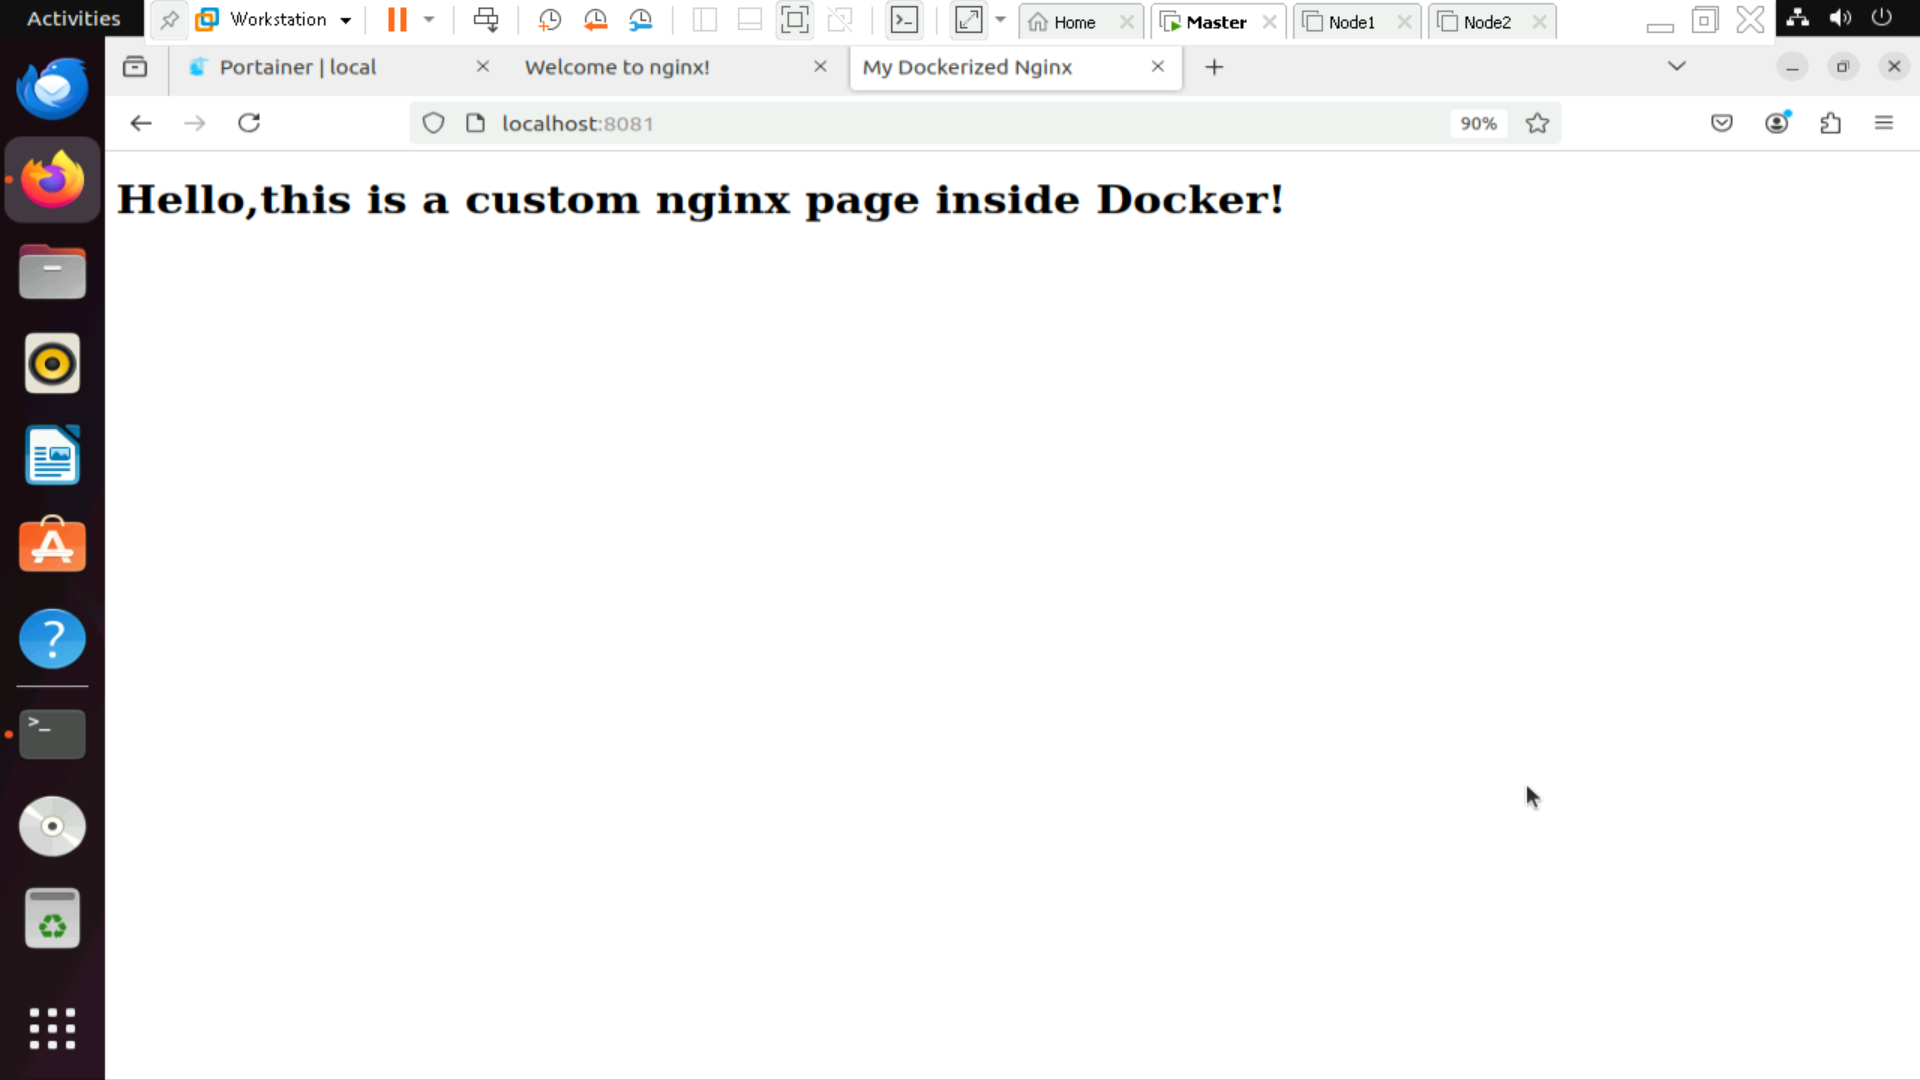 Activities
Workstation
Home
Master
Node1
Node2
Portainer | local
Welcome to nginx!
My Dockerized Nginx
localhost:8081
90%
Hello,this is a custom nginx page inside Docker!